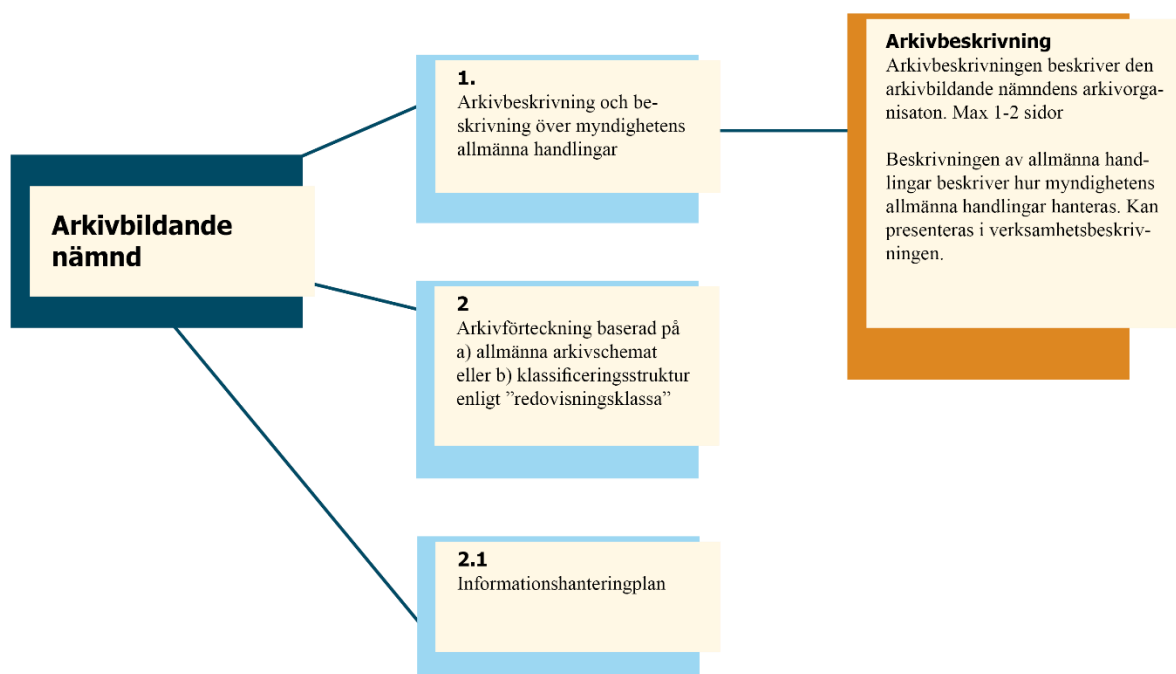 Arkivbildande
nämnd
1.
Arkivbeskrivning och be-
skrivning över myndighetens
allmänna handlingar
2
Arkivförteckning baserad på
a) allmänna arkivschemat
eller b) klassificeringsstruktur
enligt ”redovisningsklassa”
2.1
Informationshanteringplan
Arkivbeskrivning
Arkivbeskrivningen beskriver den
arkivbildande nämndens arkivorga-
nisaton. Max 1-2 sidor
Beskrivningen av allmänna hand-
lingar beskriver hur myndighetens
allmänna handlingar hanteras. Kan
presenteras i verksamhetsbeskriv-
ningen.